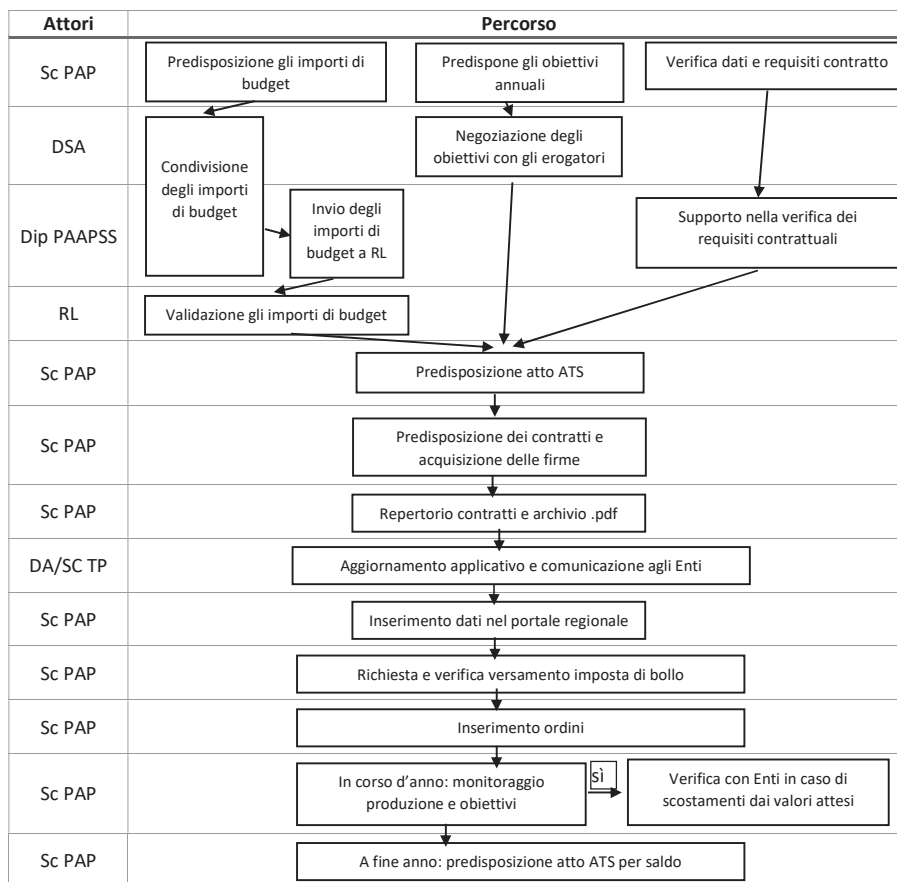 Attori
Percorso
Sc PAP
Predisposizione gli importi di
budget
Predispone gli obiettivi
annuali
Verifica dati e requisiti contratto
DSA
Condivisione
degli importi
di budget
Negoziazione degli
obiettivi con gli erogatori
Dip PAAPSS
Invio degli
importi di
budget a RL
Supporto nella verifica dei
requisiti contrattuali
RL
Validazione gli importi di budget
Sc PAP
Predisposizione atto ATS
Sc PAP
Predisposizione dei contratti e
acquisizione delle firme
Sc PAP
Repertorio contratti e archivio .pdf
DA/SC TP
Aggiornamento applicativo e comunicazione agli Enti
Sc PAP
Inserimento dati nel portale regionale
Sc PAP
Richiesta e verifica versamento imposta di bollo
Sc PAP
Inserimento ordini
Sc PAP
In corso d’anno: monitoraggio
produzione e obiettivi
sì
Verifica con Enti in caso di
scostamenti dai valori attesi
Sc PAP
A fine anno: predisposizione atto ATS per saldo